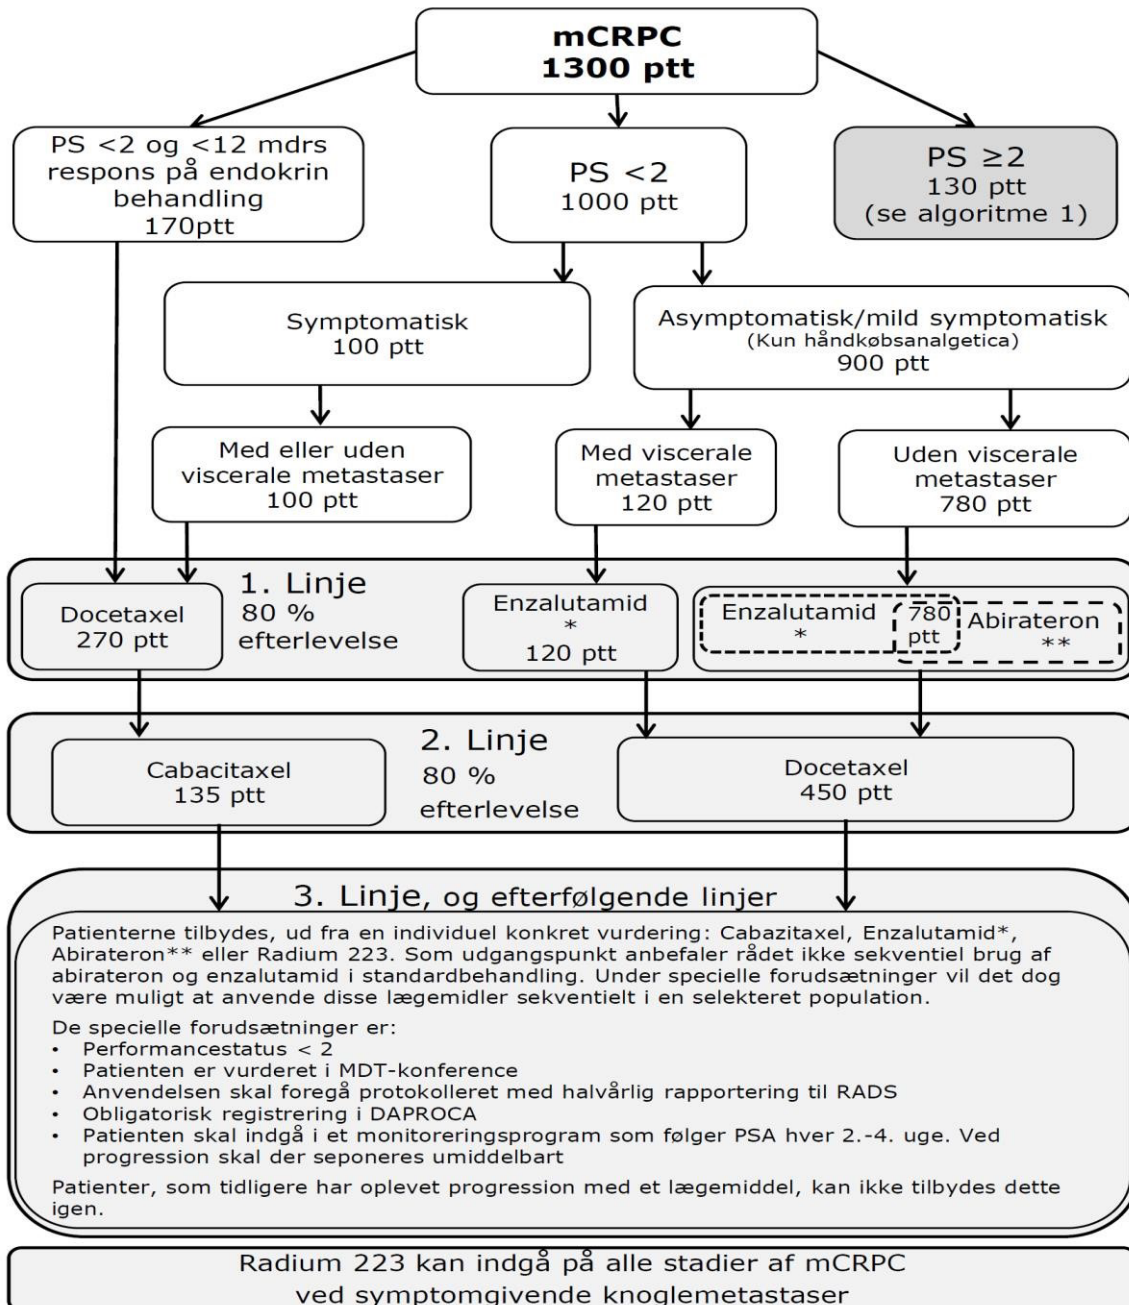 mCRPC
1300 ptt
PS <2 og <12 mdrs
respons på endokrin
behandling
170ptt
PS <2
1000 ptt
PS ≥2
130 ptt
(se algoritme 1)
Symptomatisk
100 ptt
Asymptomatisk/mild symptomatisk
(Kun håndkøbsanalgetica)
900 ptt
Med eller uden
viscerale metastaser
100 ptt
Med viscerale
metastaser
120 ptt
Uden viscerale
metastaser
780 ptt
1. Linje
80 %
efterlevelse
Docetaxel
270 ptt
Enzalutamid
*
120 ptt
Enzalutamid
*
780
ptt
Abirateron
**
2. Linje
80 %
efterlevelse
Cabacitaxel
135 ptt
Docetaxel
450 ptt
3. Linje, og efterfølgende linjer
Patienterne tilbydes, ud fra en individuel konkret vurdering: Cabazitaxel, Enzalutamid*,
Abirateron** eller Radium 223. Som udgangspunkt anbefaler rådet ikke sekventiel brug af
abirateron og enzalutamid i standardbehandling. Under specielle forudsætninger vil det dog
være muligt at anvende disse lægemidler sekventielt i en selekteret population.
De specielle forudsætninger er:
• Performancestatus < 2
• Patienten er vurderet i MDT-konference
• Anvendelsen skal foregå protokolleret med halvårlig rapportering til RADS
• Obligatorisk registrering i DAPROCA
• Patienten skal indgå i et monitoreringsprogram som følger PSA hver 2.-4. uge. Ved
progression skal der seponeres umiddelbart
Patienter, som tidligere har oplevet progression med et lægemiddel, kan ikke tilbydes dette
igen.
Radium 223 kan indgå på alle stadier af mCRPC
ved symptomgivende knoglemetastaser